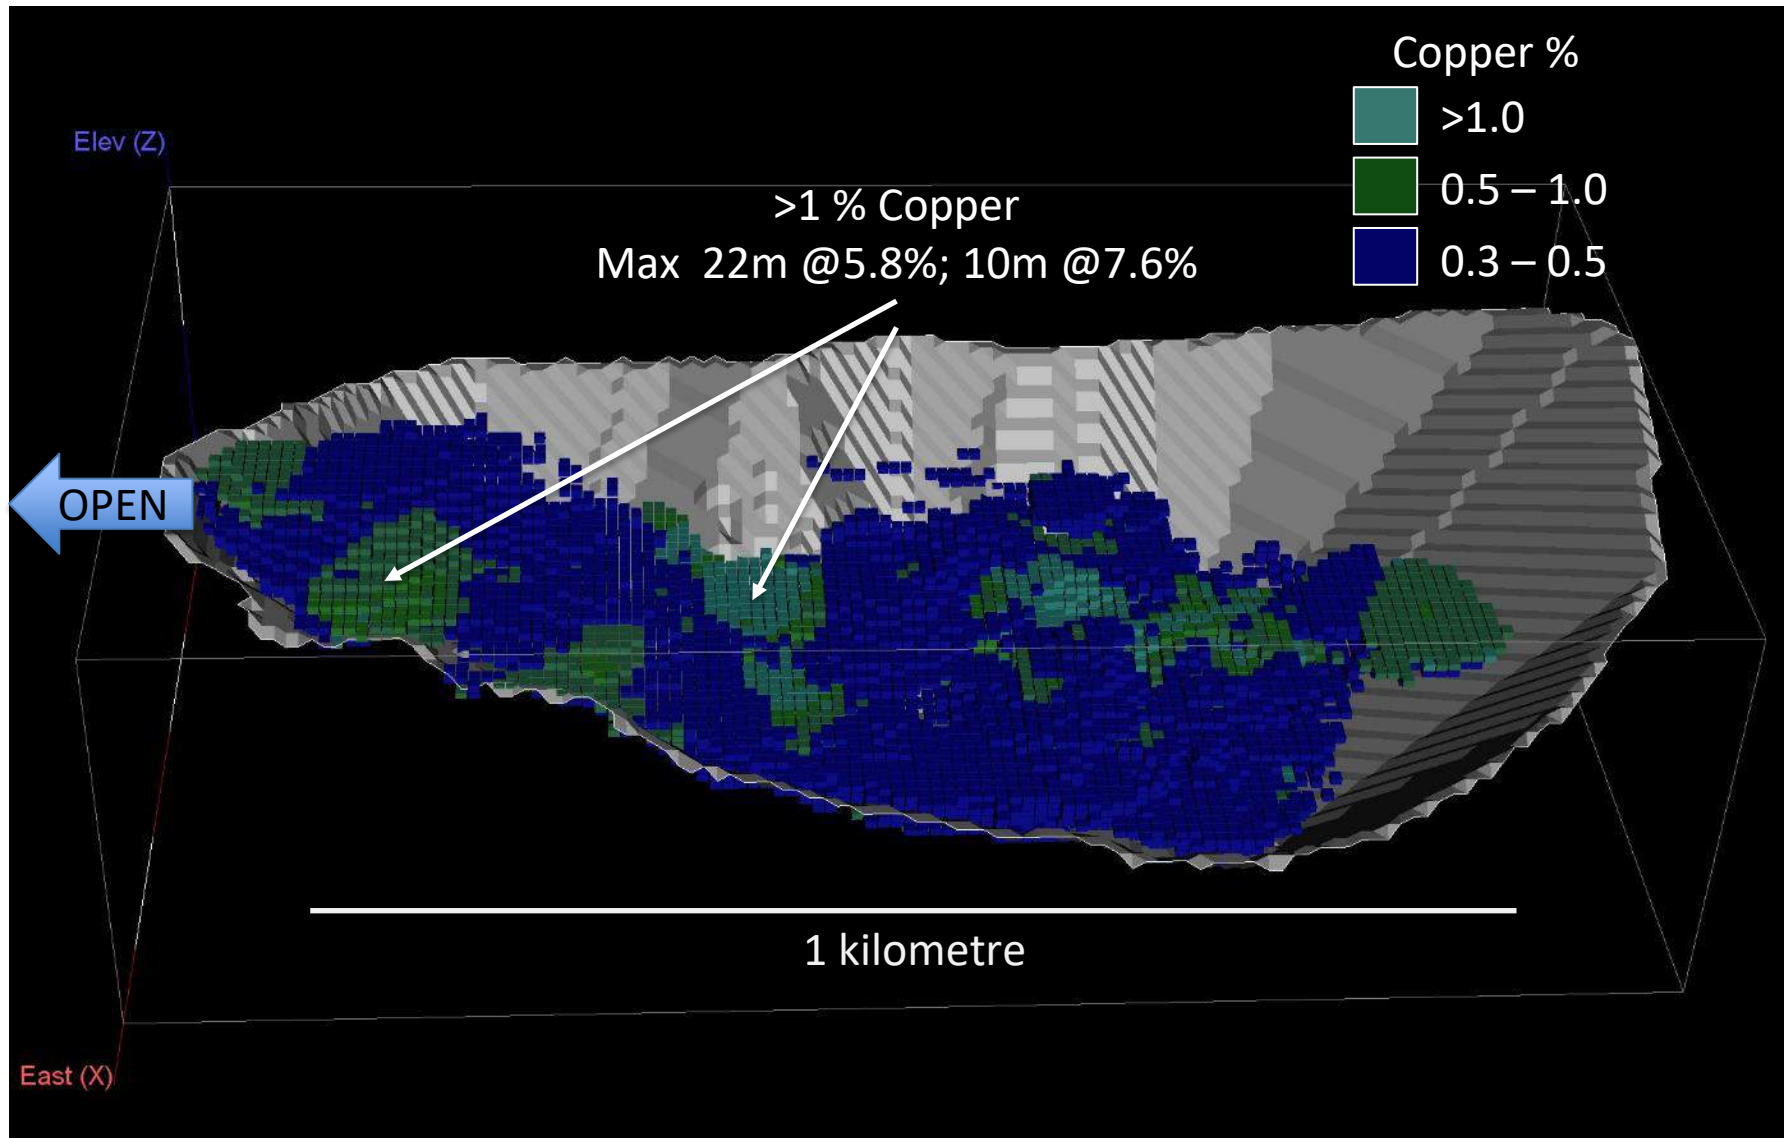 Copper %
>1.0
0.5 – 1.0
0.3 – 0.5
Elev (Z)
>1 % Copper
Max 22m @5.8%; 10m @7.6%
OPEN
1 kilometre
East (X)